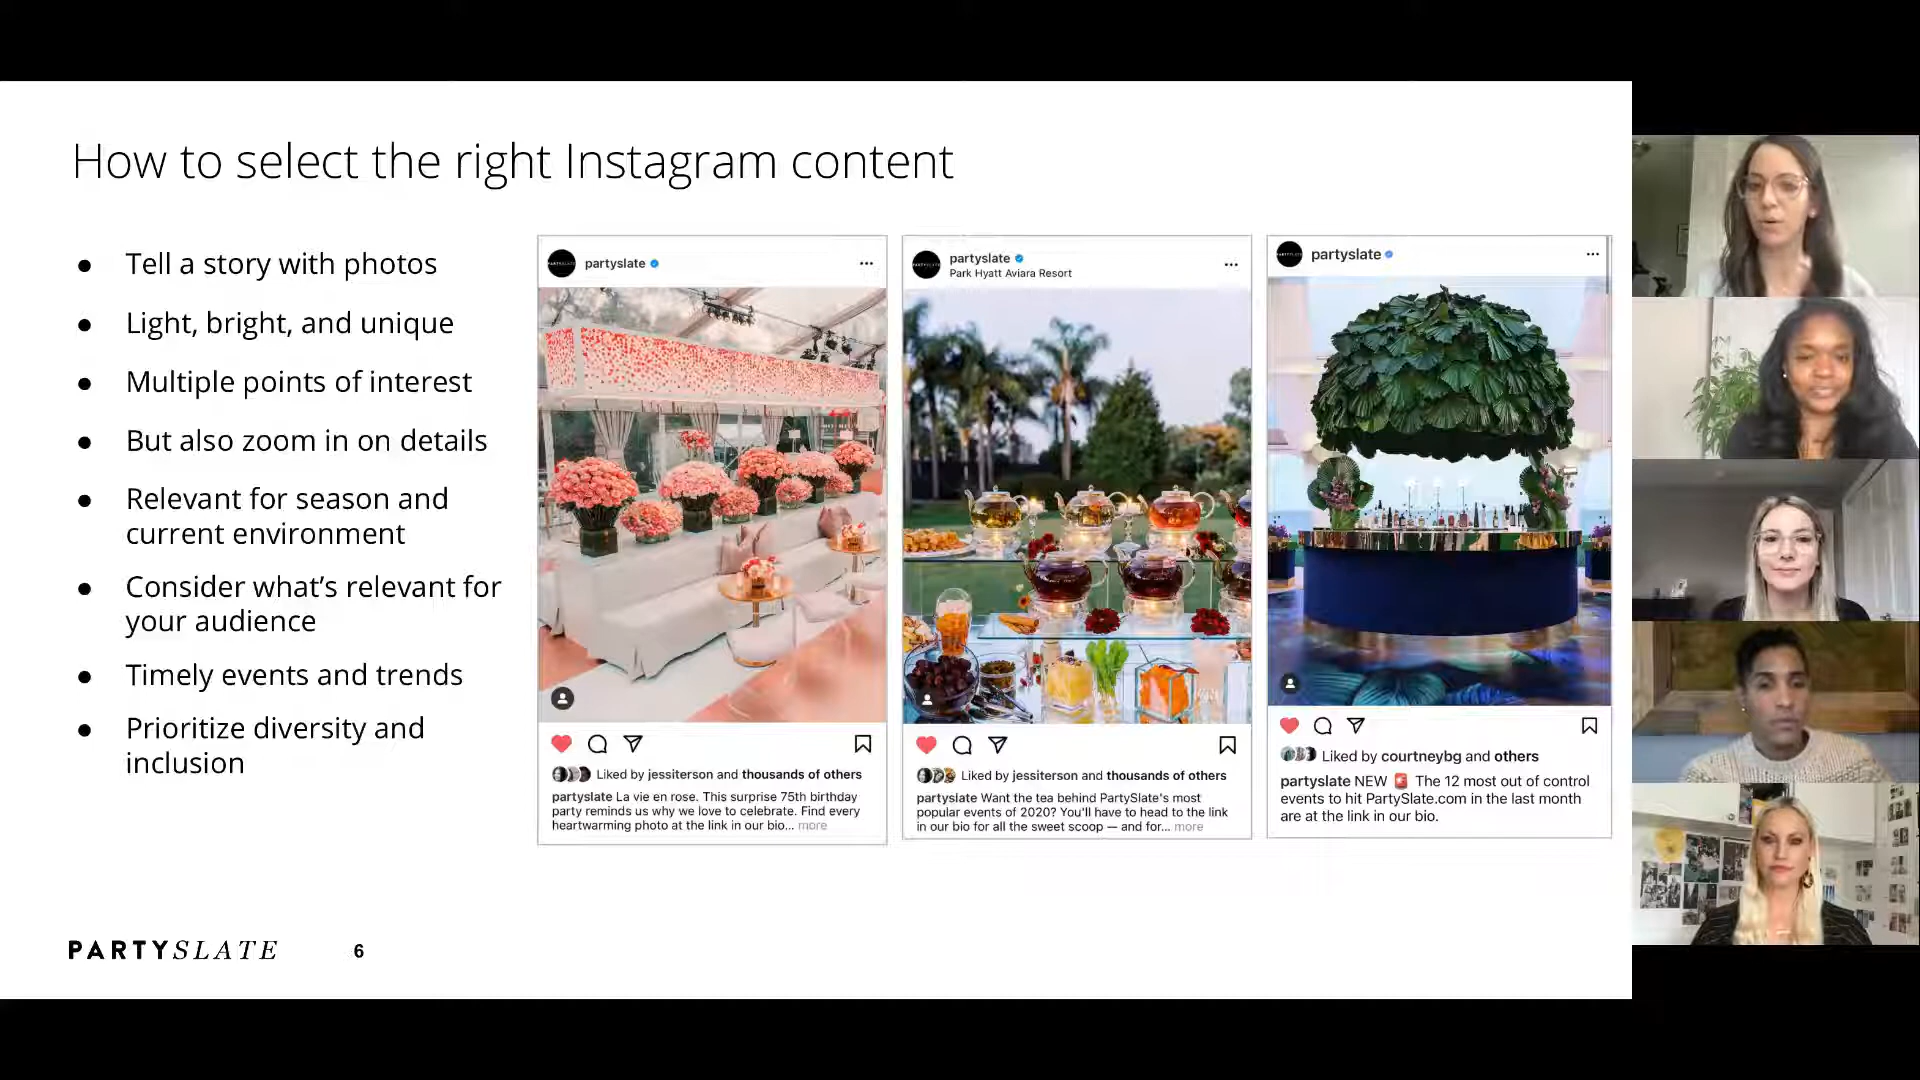 How to select the right Instagram content
● Tell a story with photos
● Light, bright, and unique
● Multiple points of interest
● But also zoom in on details
● Relevant for season and
current environment
● Consider what’s relevant for
your audience
● Timely events and trends
● Prioritize diversity and
inclusion
partyslate
Liked by jessiterson and thousands of others
partyslate La vie en rose. This surprise 75th birthday
party reminds us why we love to celebrate. Find every
heartwarming photo at the link in our bio... more
partyslate
Park Hyatt Aviara Resort
Liked by jessiterson and thousands of others
partyslate Want the tea behind PartySlate's most
popular events of 2020? You'll have to head to the link
in our bio for all the sweet scoop — and for... more
partyslate
Liked by courtneybg and others
partyslate NEW 🚨 The 12 most out of control
events to hit PartySlate.com in the last month
are at the link in our bio.
PARTYSLATE 6